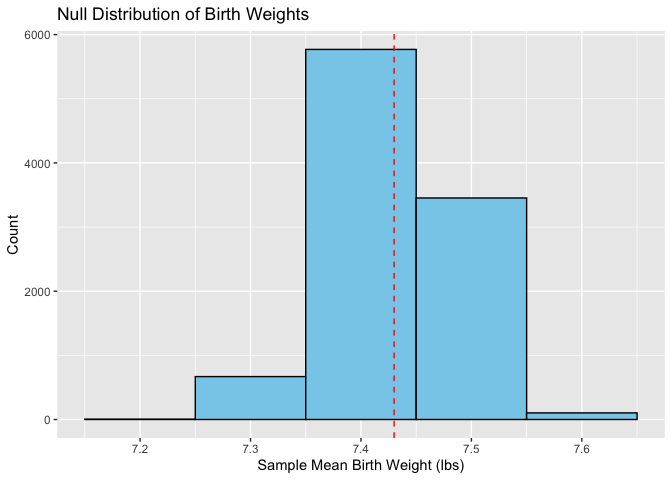 Null Distribution of Birth Weights
6000
4000
2000
0
Count
7.2 7.3 7.4 7.5 7.6
Sample Mean Birth Weight (lbs)